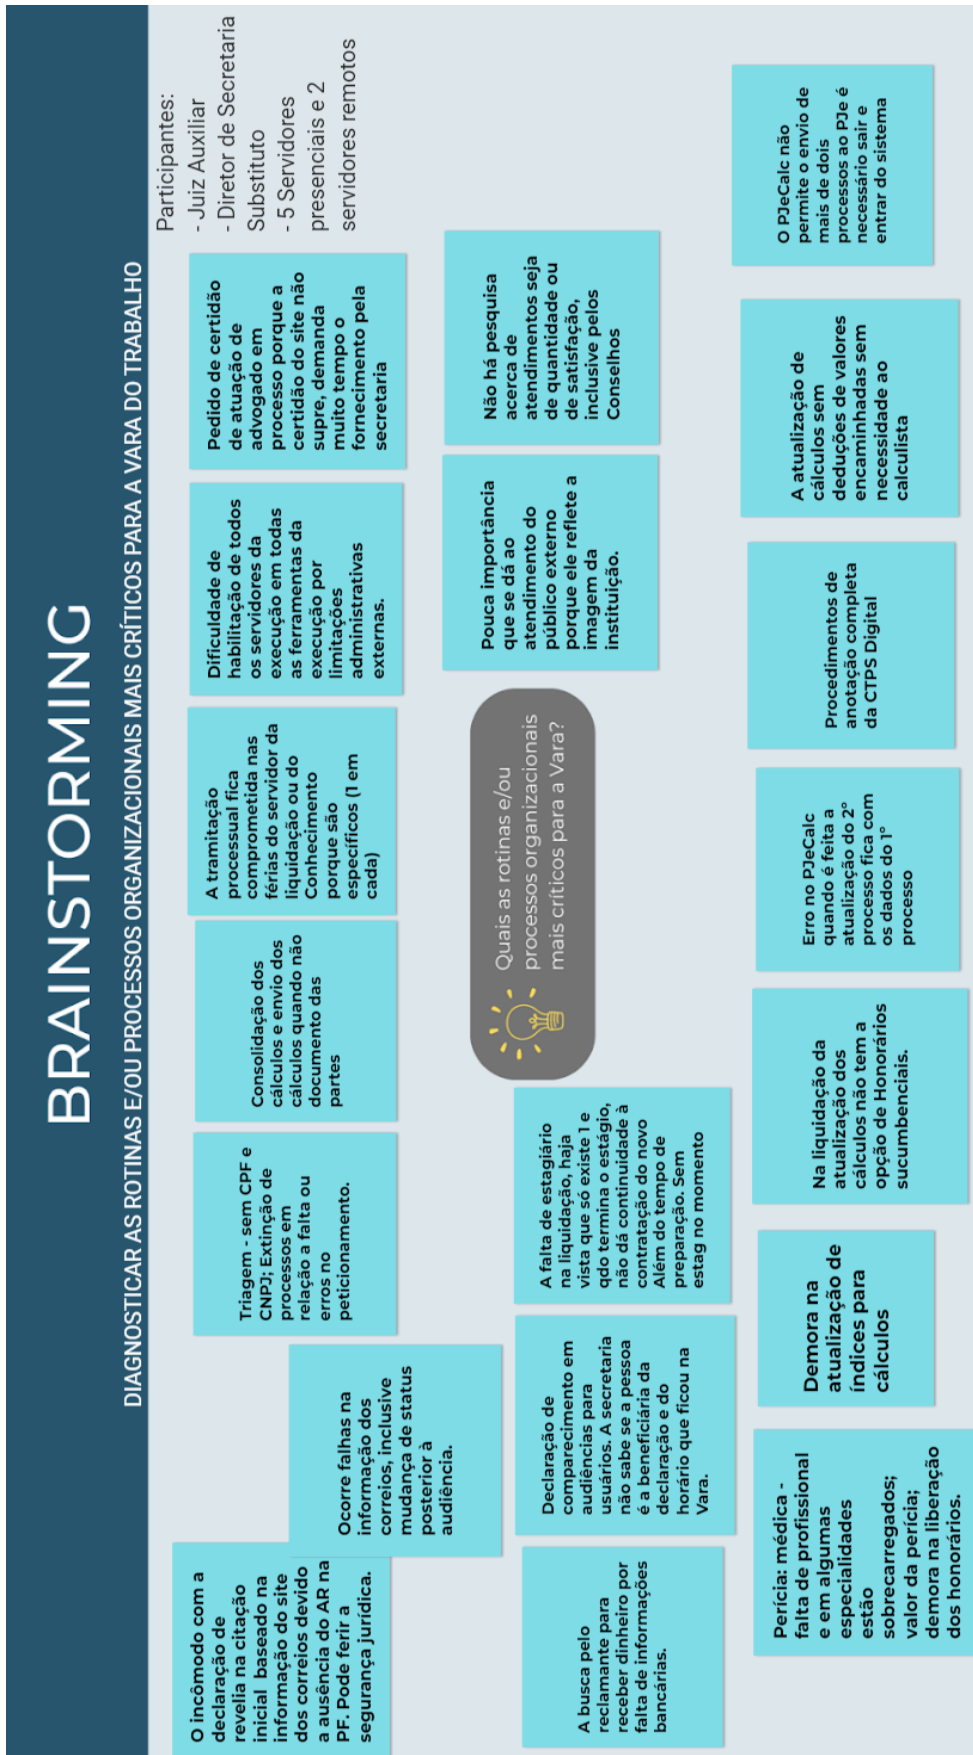 BRAINSTORMING
DIAGNOSTICAR AS ROTINAS E/OU PROCESSOS ORGANIZACIONAIS MAIS CRÍTICOS PARA A VARA DO TRABALHO
O incômodo com a
declaração de
revelia na citação
inicial baseado na
informação do site
dos correios devido
a ausência do AR na
PF. Pode ferir a
segurança jurídica.
Ocorre falhas na
informação dos
correios, inclusive
mudança de status
posterior à
audiência.
Triagem - sem CPF e
CNPJ; Extinção de
processos em
relação a falta ou
erros no
peticionamento.
Consolidação dos
cálculos e envio dos
cálculos quando não
documento das
partes
A tramitação
processual fica
comprometida nas
férias do servidor da
liquidação ou do
Conhecimento
porque são
específicos (1 em
cada)
Dificuldade de
habilitação de todos
os servidores da
execução em todas
as ferramentas da
execução por
limitações
administrativas
externas.
Pedido de certidão
de atuação de
advogado em
processo porque a
certidão do site não
supre, demanda
muito tempo o
fornecimento pela
secretaria
Participantes:
- Juiz Auxiliar
- Diretor de Secretaria
Substituto
- 5 Servidores
presenciais e 2
servidores remotos
A busca pelo
reclamante para
receber dinheiro por
falta de informações
bancárias.
Declaração de
comparecimento em
audiências para
usuários. A secretaria
não sabe se a pessoa
é a beneficiária da
declaração e do
horário que ficou na
Vara.
A falta de estagiário
na liquidação, haja
vista que só existe 1 e
qdo termina o estágio,
não dá continuidade à
contratação do novo
Além do tempo de
preparação. Sem
estag no momento
Quais as rotinas e/ou
processos organizacionais
mais críticos para a Vara?
Pouca importância
que se dá ao
atendimento do
público externo
porque ele reflete a
imagem da
instituição.
Não há pesquisa
acerca de
atendimentos seja
de quantidade ou
de satisfação,
inclusive pelos
Conselhos
Perícia: médica -
falta de profissional
e em algumas
especialidades
estão
sobrecarregados;
valor da perícia;
demora na liberação
dos honorários.
Demora na
atualização de
índices para
cálculos
Na liquidação da
atualização dos
cálculos não tem a
opção de Honorários
sucumbenciais.
Erro no PJeCalc
quando é feita a
atualização do 2º
processo fica com
os dados do 1º
processo
Procedimentos de
anotação completa
da CTPS Digital
A atualização de
cálculos sem
deduções de valores
encaminhadas sem
necessidade ao
calculista
O PJeCalc não
permite o envio de
mais de dois
processos ao PJe é
necessário sair e
entrar do sistema